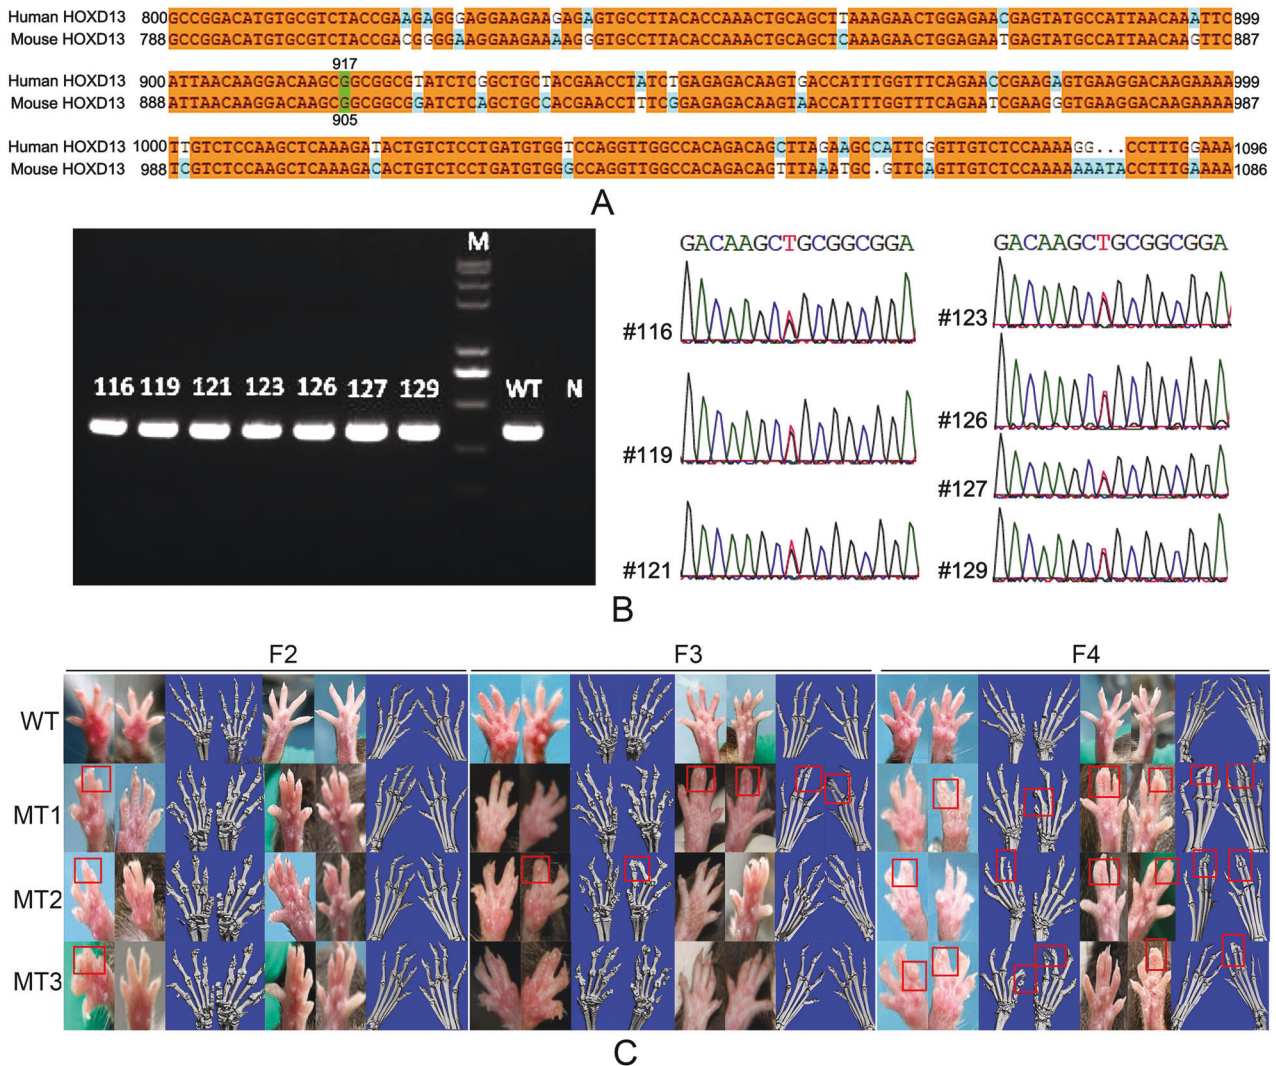 Human HOXD13 800 GCCGGACATGTGCGTCTACCGAAGAGGGAGGAAGAAGAGAGTGCCTTACACCAAACTGCAGCTTAAAGAACTGGAGAACGAGTATGCCATTAACAAATTC 899
Mouse HOXD13 788 GCCGGACATGTGCGTCTACCGACGGGGAAGGAAGAAAAGGGTGCCTTACACCAAACTGCAGCTCAAAGAACTGGAGAATGAGTATGCCATTAACAAGTTC 887
917
Human HOXD13 900 ATTAACAAGGACAAGCGGCGGCGTATCTCGGCTGCTACGAACCTATCTGAGAGACAAGTGACCATTTGGTTTCAGAACCGAAGAGTGAAGGACAAGAAAA 999
Mouse HOXD13 888 ATTAACAAGGACAAGCGGCGGCGGATCTCAGCTGCCACGAACCTTTCGGAGAGACAAGTAACCATTTGGTTTCAGAATCGAAGGGTGAAGGACAAGAAAA 987
905
Human HOXD13 1000 TTGTCTCCAAGCTCAAAGATACTGTCTCCTGATGTGGTCCAGGTTGGCCACAGACAGCTTAGAAGCCATTCGGTTGTCTCCAAAAGG...CCTTTGGAAA 1096
Mouse HOXD13 988 TCGTCTCCAAGCTCAAAGACACTGTCTCCTGATGTGGGCCAGGTTGGCCACAGACAGTTTAAATGC.GTTCAGTTGTCTCCAAAAAAATACCTTTGAAAA 1086
A
M
116 119 121 123 126 127 129 WT N
GACAAGCTGCGGCGGA GACAAGCTGCGGCGGA
#116 #123
#119 #126
#121 #127
#129
B
F2 F3 F4
WT
MT1
MT2
MT3
C